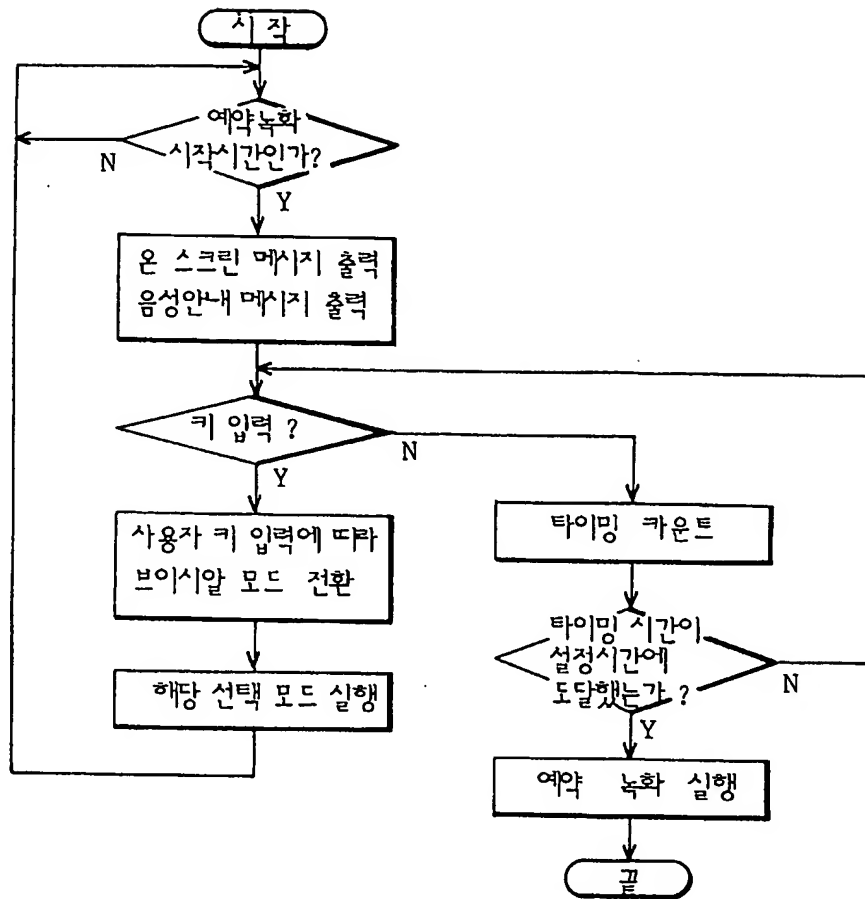 시 작
예약녹화
시작시간인가?
N
Y
온 스크린 메시지 출력
음성안내 메시지 출력
키 입력 ?
N
Y
사용자 키 입력에 따라
브이시알 모드 전환
해당 선택 모드 실행
타이밍 카운트
타이밍 시간이
설정시간에
도달했는가 ?
N
Y
예약 녹화 실행
끝